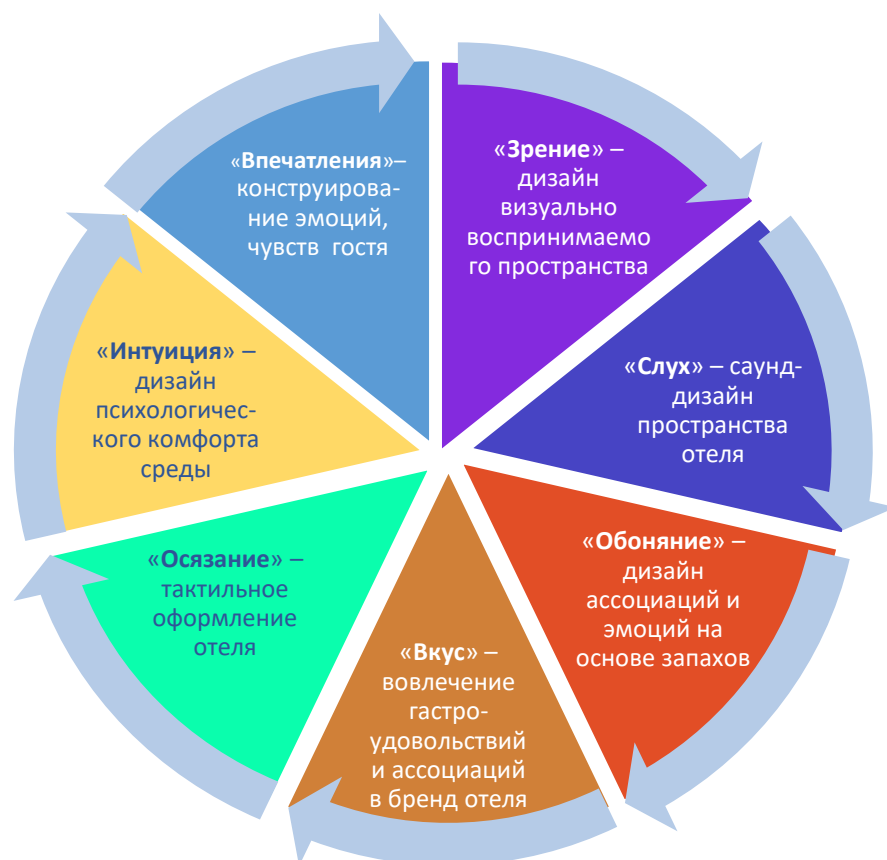 «Зрение» –
дизайн
визуально
воспринимаемо
го пространства
«Слух» – саунд-
дизайн
пространства
отеля
«Обоняние» –
дизайн
ассоциаций и
эмоций на
основе запахов
«Вкус» –
вовлечение
гастро-
удовольствий
и ассоциаций
в бренд отеля
«Осязание» –
тактильное
оформление
отеля
«Интуиция» –
дизайн
психологичес-
кого комфорта
среды
«Впечатления»–
конструирова-
ние эмоций,
чувств гостя